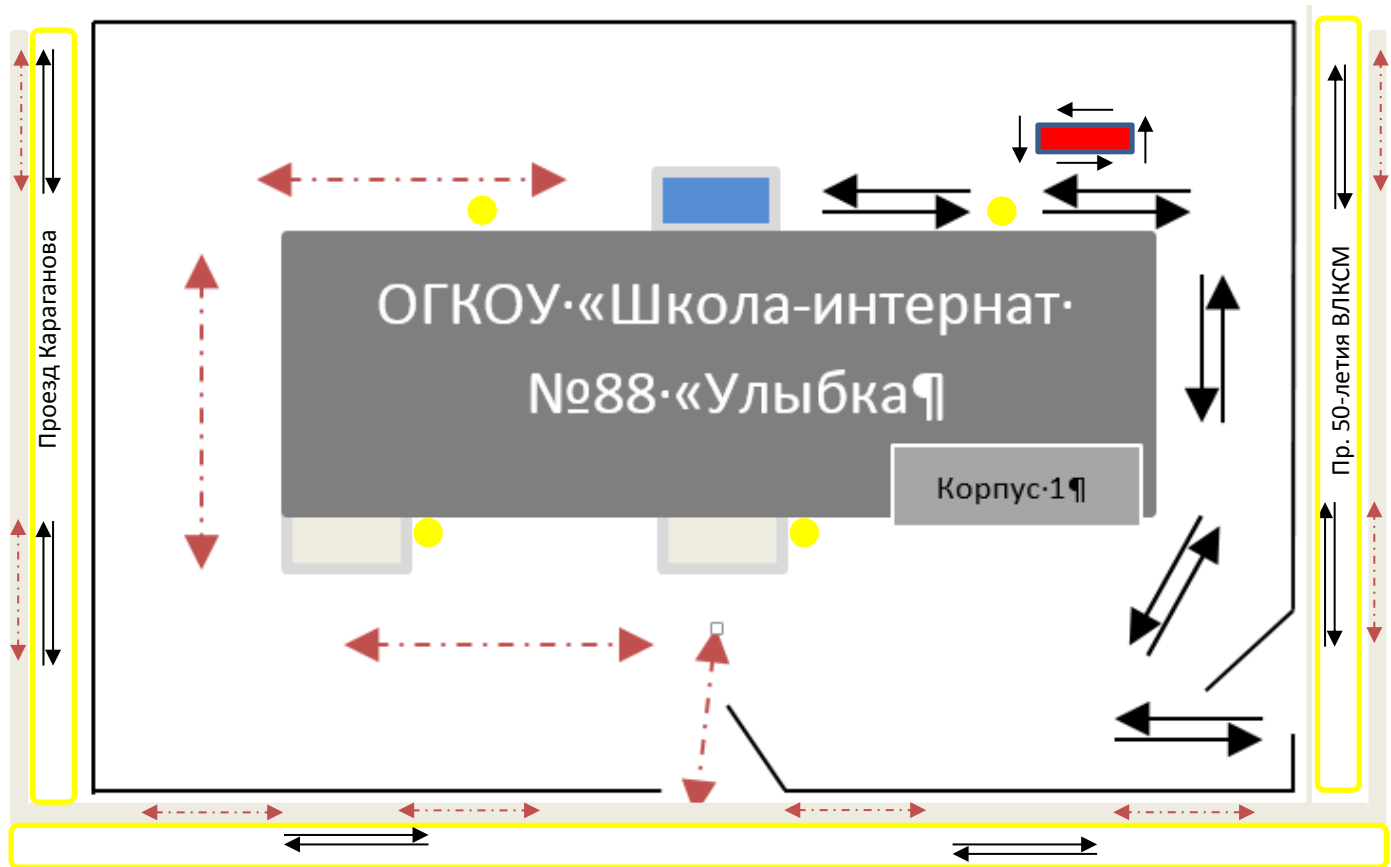 Проезд Караганова
ОГКОУ·«Школа-интернат·
№88·«Улыбка¶
Корпус·1¶
Пр. 50-летия ВЛКСМ